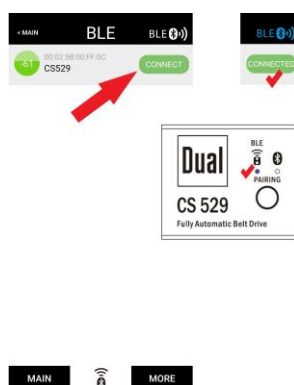 < MAIN BLE BLE
-61 00:02:5B:00:FF:0C CONNECT
CS529
BLE
CONNECTED
Dual
BLE
PAIRING
CS 529
Fully Automatic Belt Drive
MAIN MORE